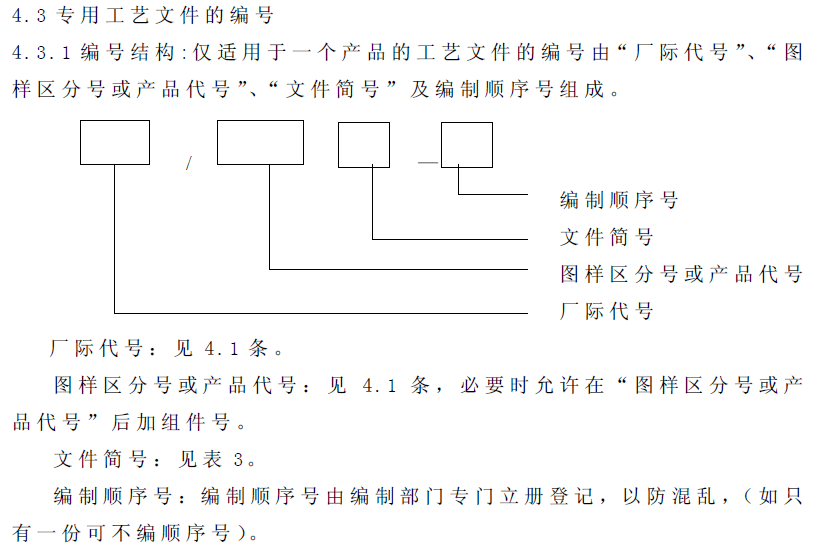 4.3专用工艺文件的编号
4.3.1编号结构:仅适用于一个产品的工艺文件的编号由“厂际代号”、“图
样区分号或产品代号”、“文件简号”及编制顺序号组成。
/ —
编制顺序号
文件简号
图样区分号或产品代号
厂际代号
厂际代号：见4.1条。
图样区分号或产品代号：见 4.1 条，必要时允许在“图样区分号或产
品代号”后加组件号。
文件简号：见表3。
编制顺序号：编制顺序号由编制部门专门立册登记，以防混乱，（如只
有一份可不编顺序号）。